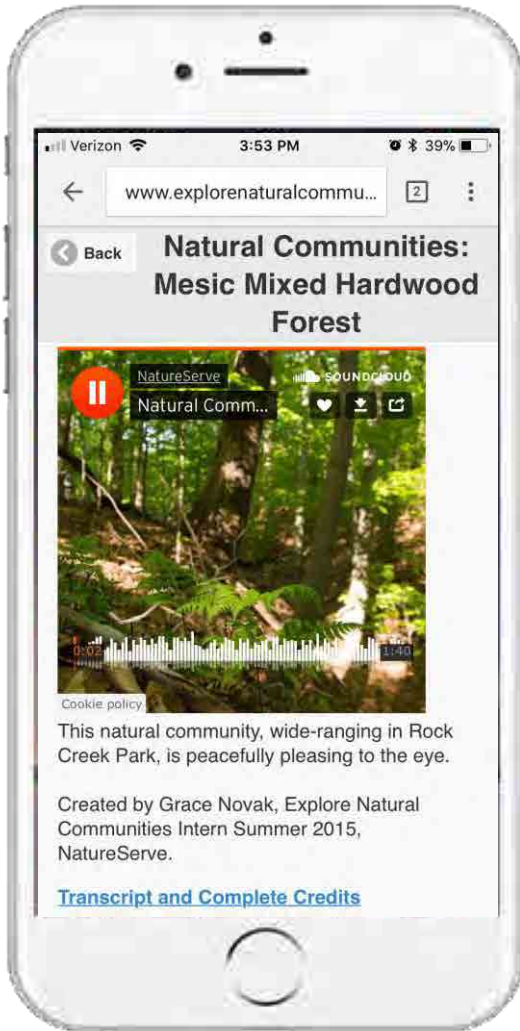 Verizon 3:53 PM 39%
www.explorenaturalcommu... 2
Back
Natural Communities:
Mesic Mixed Hardwood
Forest
NatureServe SOUNDCLOUD
Natural Comm...
0:02 1:40
Cookie policy
This natural community, wide-ranging in Rock
Creek Park, is peacefully pleasing to the eye.
Created by Grace Novak, Explore Natural
Communities Intern Summer 2015,
NatureServe.
Transcript and Complete Credits